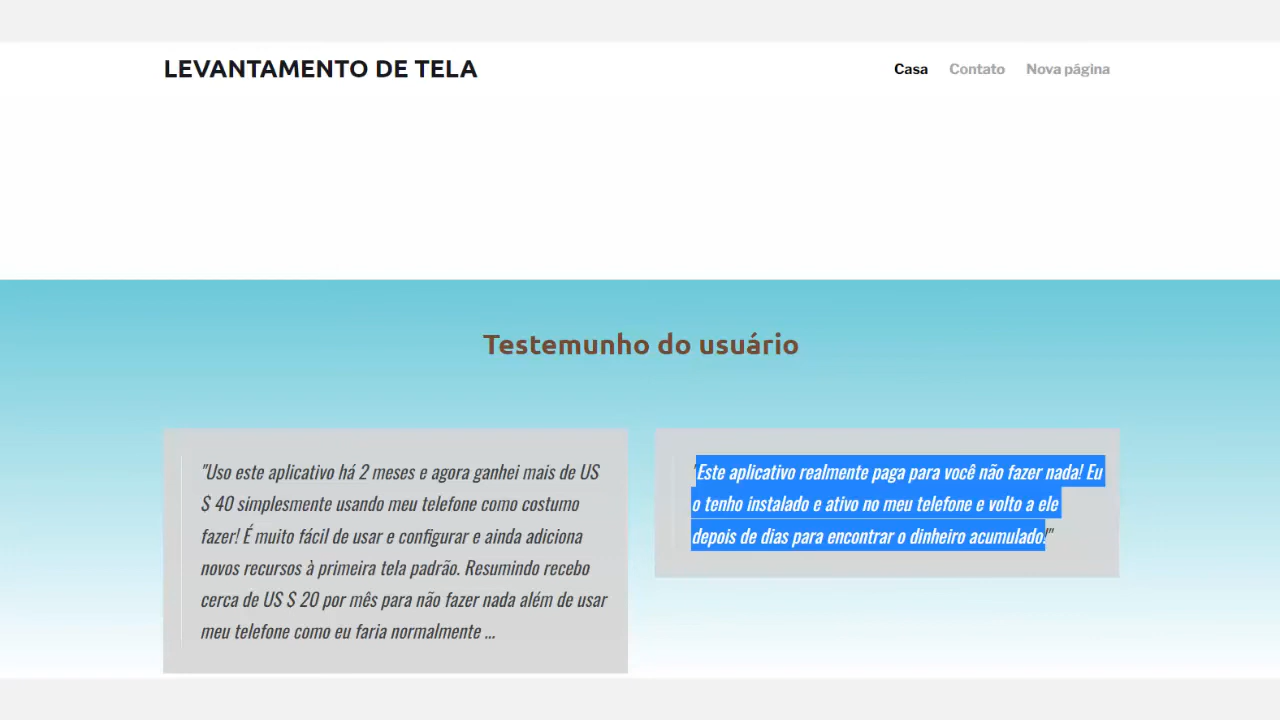 LEVANTAMENTO DE TELA
Casa Contato Nova página
Testemunho do usuário
"Uso este aplicativo há 2 meses e agora ganhei mais de US
$ 40 simplesmente usando meu telefone como costumo
fazer! É muito fácil de usar e configurar e ainda adiciona
novos recursos à primeira tela padrão. Resumindo recebo
cerca de US $ 20 por mês para não fazer nada além de usar
meu telefone como eu faria normalmente ...
"Este aplicativo realmente paga para você não fazer nada! Eu
o tenho instalado e ativo no meu telefone e volto a ele
depois de dias para encontrar o dinheiro acumulado!"